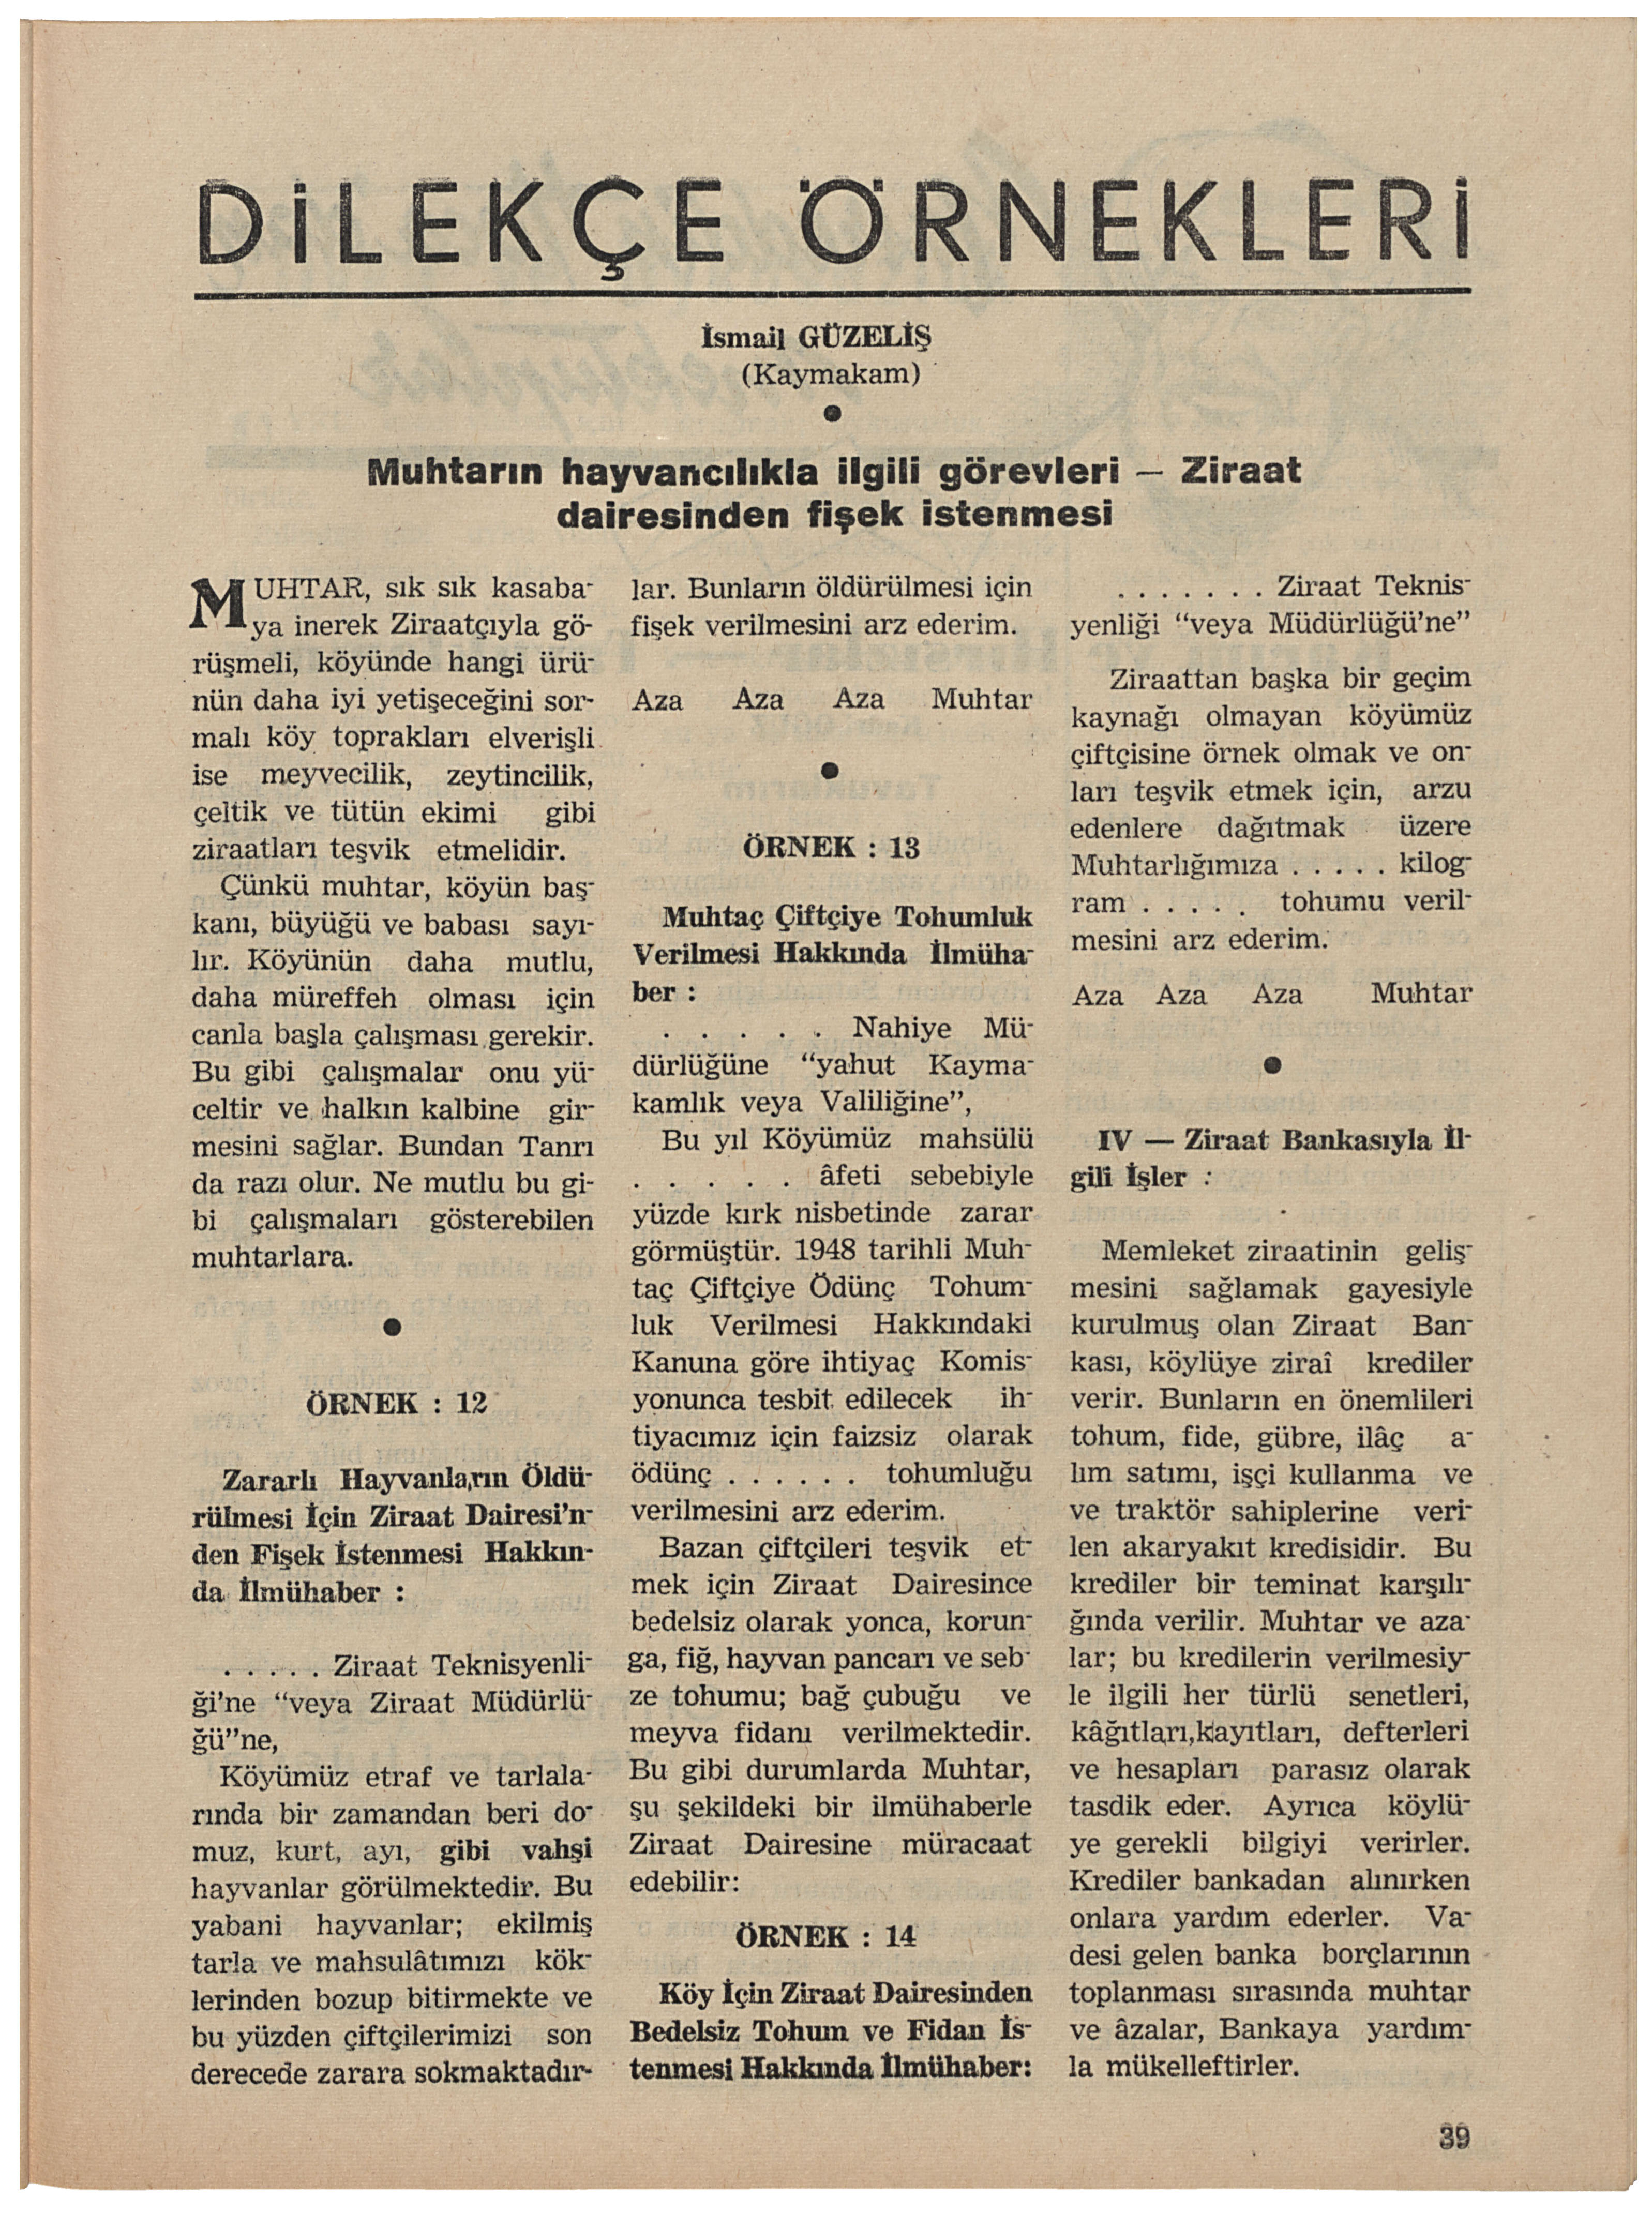 DİLEKÇE ÖRNEKLERİ
İsmail GÜZELİŞ
(Kaymakam)
●
Muhtarın hayvancılıkla ilgili görevleri — Ziraat
dairesinden fişek istenmesi
MUHTAR, sık sık kasaba-
ya inerek Ziraatçıyla gö-
rüşmeli, köyünde hangi ürü-
nün daha iyi yetişeceğini sor-
malı köy toprakları elverişli
ise meyvecilik, zeytincilik,
çeltik ve tütün ekimi gibi
ziraatları teşvik etmelidir.
Çünkü muhtar, köyün baş-
kanı, büyüğü ve babası sayı-
lır. Köyünün daha mutlu,
daha müreffeh olması için
canla başla çalışması gerekir.
Bu gibi çalışmalar onu yü-
celtir ve halkın kalbine gir-
mesini sağlar. Bundan Tanrı
da razı olur. Ne mutlu bu gi-
bi çalışmaları gösterebilen
muhtarlara.
●
ÖRNEK : 12
Zararlı Hayvanların Öldü-
rülmesi İçin Ziraat Dairesi'n-
den Fişek İstenmesi Hakkın-
da İlmühaber :
. . . . . Ziraat Teknisyenli-
ği'ne “veya Ziraat Müdürlü-
ğü”ne,
Köyümüz etraf ve tarlala-
rında bir zamandan beri do-
muz, kurt, ayı, gibi vahşi
hayvanlar görülmektedir. Bu
yabani hayvanlar; ekilmiş
tarla ve mahsulâtımızı kök-
lerinden bozup bitirmekte ve
bu yüzden çiftçilerimizi son
derecede zarara sokmaktadır-
lar. Bunların öldürülmesi için
fişek verilmesini arz ederim.
Aza Aza Aza Muhtar
●
ÖRNEK : 13
Muhtaç Çiftçiye Tohumluk
Verilmesi Hakkında İlmüha-
ber :
. . . . . . Nahiye Mü-
dürlüğüne “yahut Kayma-
kamlık veya Valiliğine”,
Bu yıl Köyümüz mahsülü
. . . . . âfeti sebebiyle
yüzde kırk nisbetinde zarar
görmüştür. 1948 tarihli Muh-
taç Çiftçiye Ödünç Tohum-
luk Verilmesi Hakkındaki
Kanuna göre ihtiyaç Komis-
yonunca tesbit edilecek ih-
tiyacımız için faizsiz olarak
ödünç . . . . . . tohumluğu
verilmesini arz ederim.
Bazan çiftçileri teşvik et-
mek için Ziraat Dairesince
bedelsiz olarak yonca, korun-
ga, fiğ, hayvan pancarı ve seb-
ze tohumu; bağ çubuğu ve
meyva fidanı verilmektedir.
Bu gibi durumlarda Muhtar,
şu şekildeki bir ilmühaberle
Ziraat Dairesine müracaat
edebilir:
ÖRNEK : 14
Köy İçin Ziraat Dairesinden
Bedelsiz Tohum ve Fidan İs-
tenmesi Hakkında İlmühaber:
. . . . . . . Ziraat Teknis-
yenliği “veya Müdürlüğü'ne”
Ziraattan başka bir geçim
kaynağı olmayan köyümüz
çiftçisine örnek olmak ve on-
ları teşvik etmek için, arzu
edenlere dağıtmak üzere
Muhtarlığımıza . . . . . kilog-
ram . . . . . tohumu veril-
mesini arz ederim.
Aza Aza Aza Muhtar
●
IV — Ziraat Bankasıyla İl-
gili İşler :
Memleket ziraatinin geliş-
mesini sağlamak gayesiyle
kurulmuş olan Ziraat Ban-
kası, köylüye ziraî krediler
verir. Bunların en önemlileri
tohum, fide, gübre, ilâç a-
lım satımı, işçi kullanma ve
ve traktör sahiplerine veri-
len akaryakıt kredisidir. Bu
krediler bir teminat karşılı-
ğında verilir. Muhtar ve aza-
lar; bu kredilerin verilmesiy-
le ilgili her türlü senetleri,
kâğıtları,kayıtları, defterleri
ve hesapları parasız olarak
tasdik eder. Ayrıca köylü-
ye gerekli bilgiyi verirler.
Krediler bankadan alınırken
onlara yardım ederler. Va-
desi gelen banka borçlarının
toplanması sırasında muhtar
ve âzalar, Bankaya yardım-
la mükelleftirler.
39